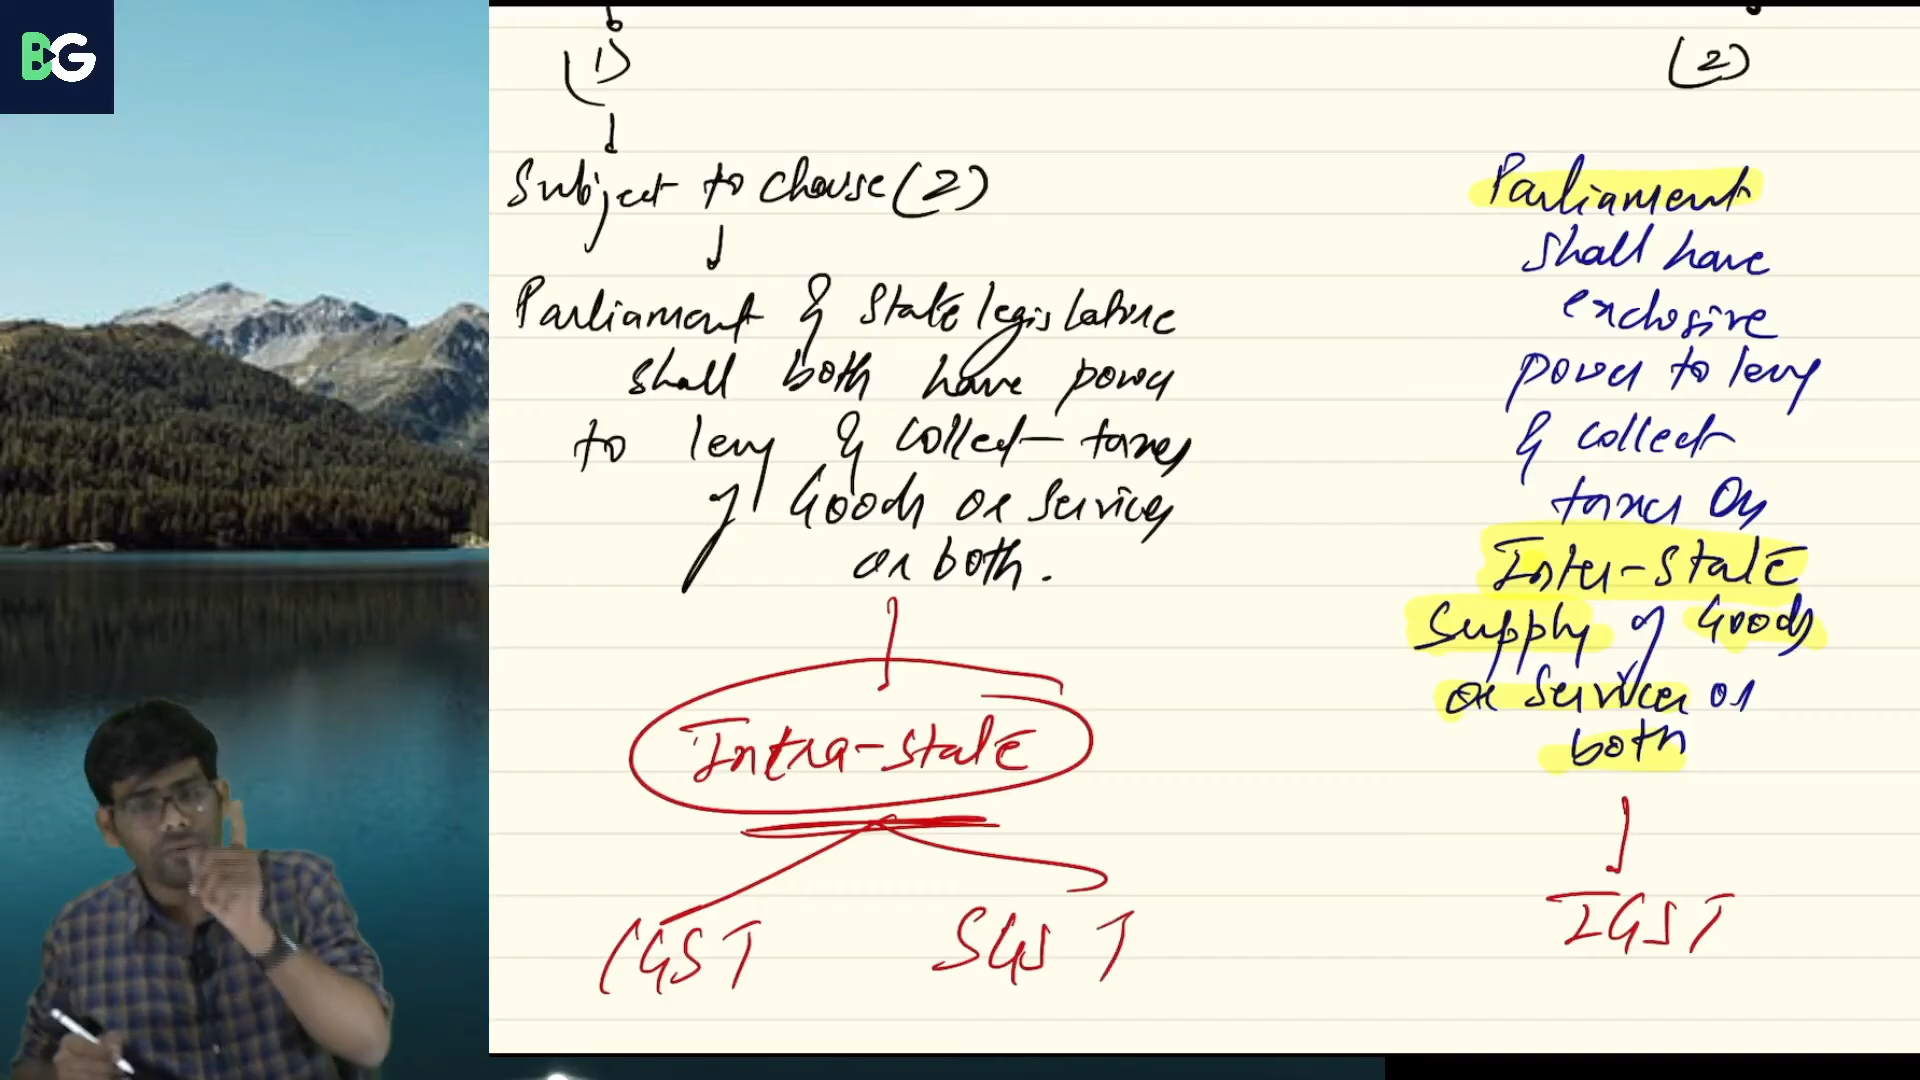 BG
(1)
Subject to clause (2)
Parliament & State legislature
shall both have power
to levy & collect taxes
of Goods or Services
or both.
Intra-state
CGST SGST
(2)
Parliament
shall have
exclusive
power to levy
& collect
taxes on
Inter-state
Supply of Goods
or Services or
both
IGST